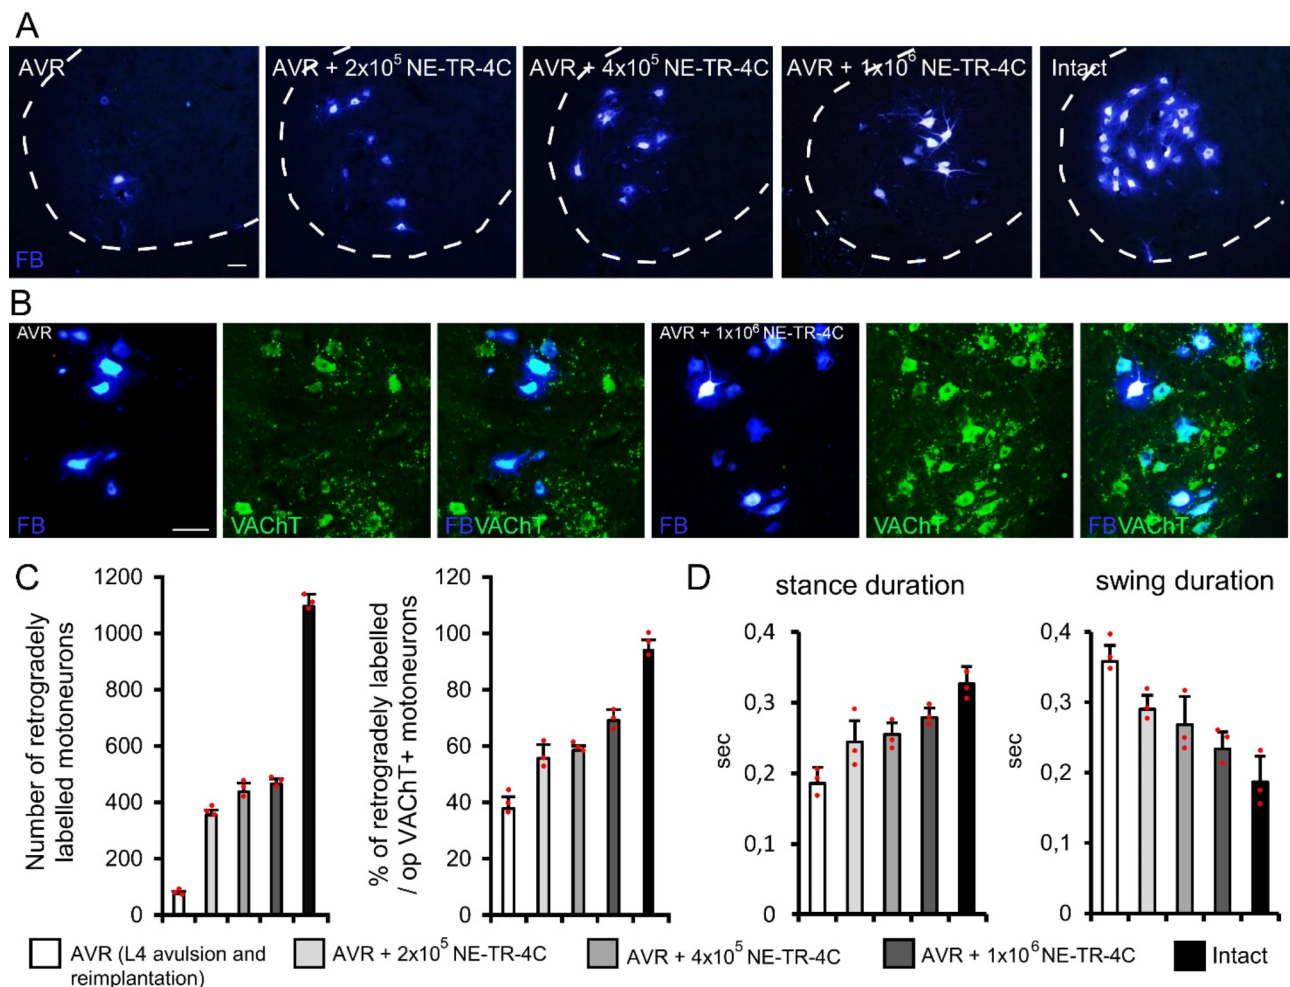 A
AVR
AVR + 2x10⁵ NE-TR-4C
AVR + 4x10⁵ NE-TR-4C
AVR + 1x10⁶ NE-TR-4C
Intact
FB
B
AVR
AVR + 1x10⁶ NE-TR-4C
FB
VAChT
FBVAChT
FB
VAChT
FBVAChT
C
Number of retrogradely
labelled motoneurons
1200
1000
800
600
400
200
0
% of retrogradely labelled
/ op VAChT+ motoneurons
120
100
80
60
40
20
0
D
stance duration
sec
0,4
0,3
0,2
0,1
0
swing duration
sec
0,4
0,3
0,2
0,1
0
AVR (L4 avulsion and
reimplantation)
AVR + 2x10⁵ NE-TR-4C
AVR + 4x10⁵ NE-TR-4C
AVR + 1x10⁶ NE-TR-4C
Intact